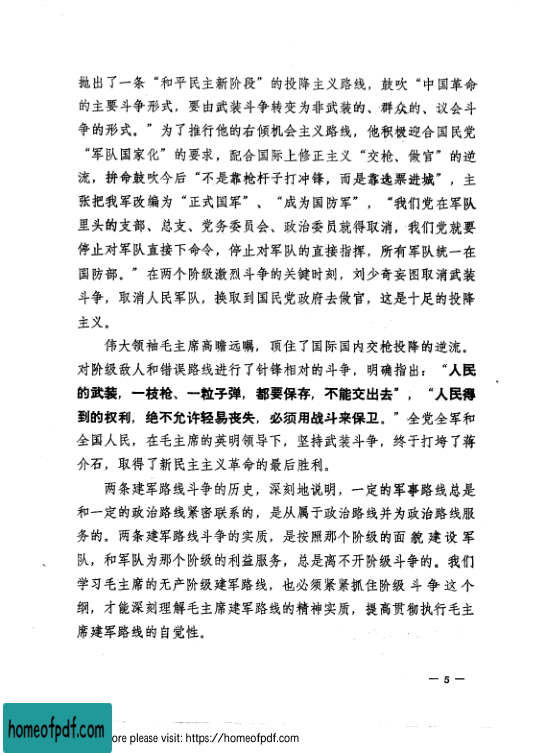 抛出了一条“和平民主新阶段”的投降主义路线，鼓吹“中国革命
的主要斗争形式，要由武装斗争转变为非武装的、群众的、议会斗
争的形式。”为了推行他的右倾机会主义路线，他积极迎合国民党
“军队国家化”的要求，配合国际上修正主义“交枪、做官”的逆
流，拚命鼓吹今后“不是靠枪杆子打冲锋，而是靠选票进城”，主
张把我军改编为“正式国军”、“成为国防军”，“我们党在军队
里头的支部、总支、党务委员会、政治委员就得取消，我们党就要
停止对军队直接下命令，停止对军队的直接指挥，所有军队统一在
国防部。”在两个阶级激烈斗争的关键时刻，刘少奇妄图取消武装
斗争，取消人民军队，换取到国民党政府去做官，这是十足的投降
主义。
伟大领袖毛主席高瞻远瞩，顶住了国际国内交枪投降的逆流。
对阶级敌人和错误路线进行了针锋相对的斗争，明确指出：“人民
的武装，一枝枪、一粒子弹，都要保存，不能交出去”，“人民得
到的权利，绝不允许轻易丧失，必须用战斗来保卫。”全党全军和
全国人民，在毛主席的英明领导下，坚持武装斗争，终于打垮了蒋
介石，取得了新民主主义革命的最后胜利。
两条建军路线斗争的历史，深刻地说明，一定的军事路线总是
和一定的政治路线紧密联系的，是从属于政治路线并为政治路线服
务的。两条建军路线斗争的实质，是按照那个阶级的面貌建设军
队，和军队为那个阶级的利益服务，总是离不开阶级斗争的。我们
学习毛主席的无产阶级建军路线，也必须紧紧抓住阶级斗争这个
纲，才能深刻理解毛主席建军路线的精神实质，提高贯彻执行毛主
席建军路线的自觉性。
— 5 —
homeofpdf.com
ore please visit: https://homeofpdf.com